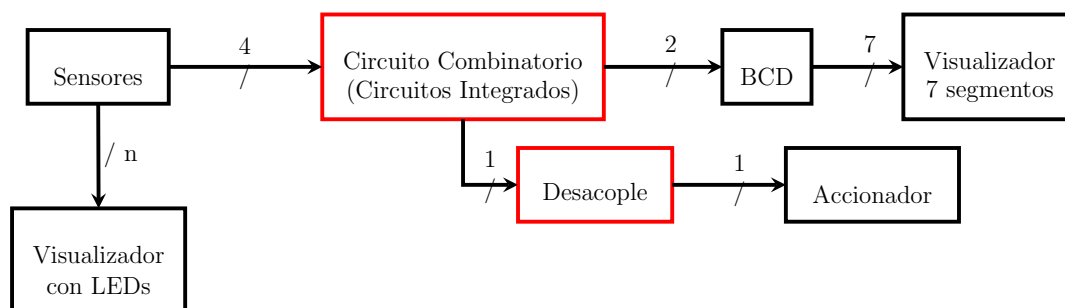 Sensores
4
Circuito Combinatorio
(Circuitos Integrados)
2
BCD
7
Visualizador
7 segmentos
/ n
1
Desacople
1
Accionador
Visualizador
con LEDs